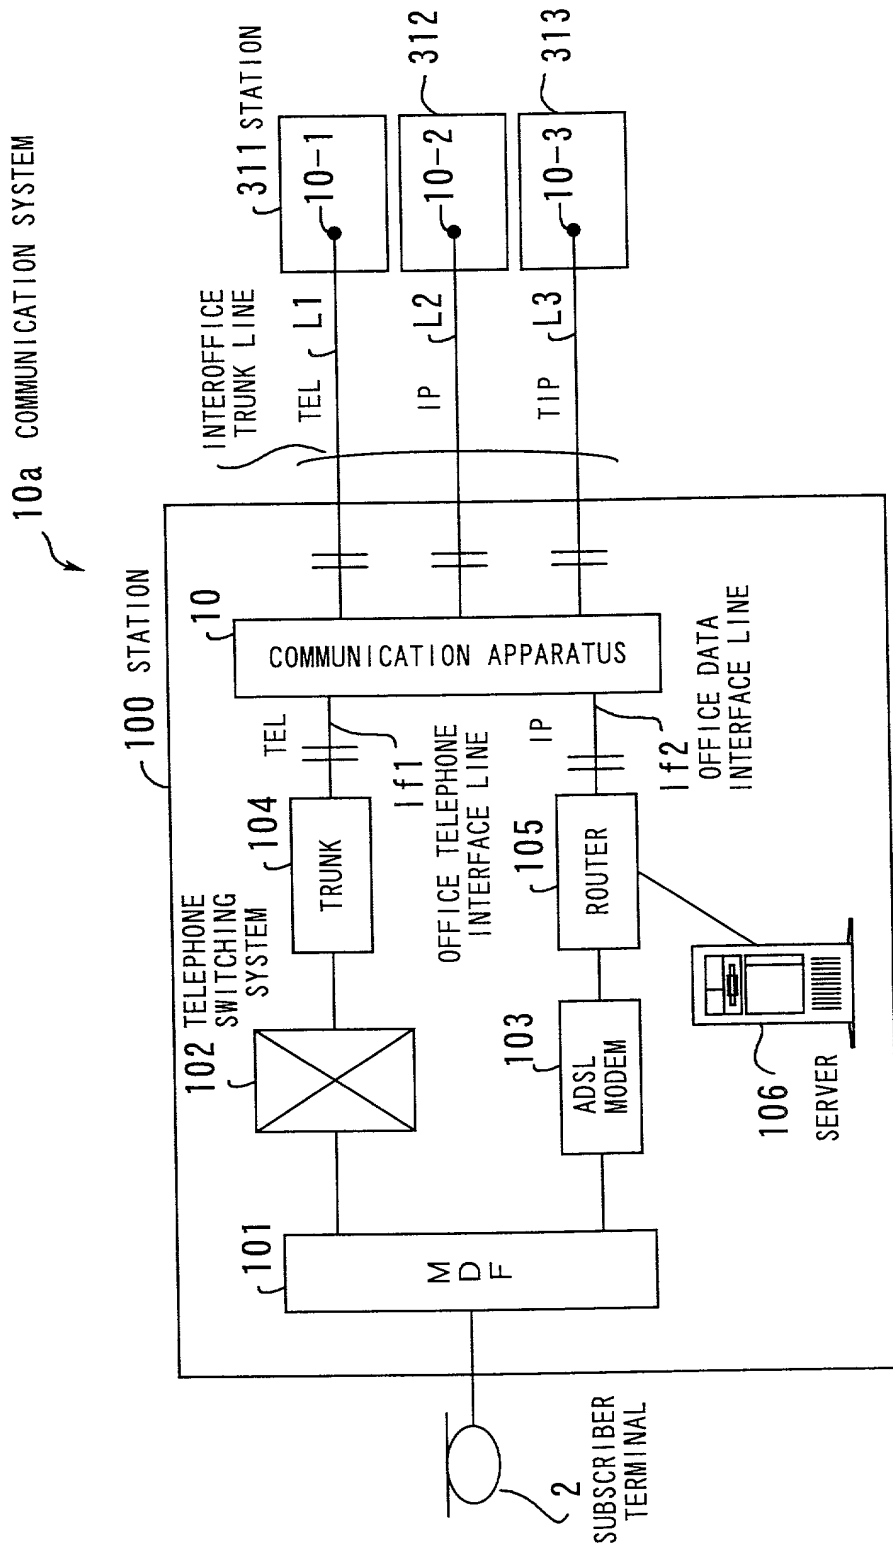 10a COMMUNICATION SYSTEM
100 STATION
INTEROFFICE
TRUNK LINE
311 STATION
312
313
10-1
10-2
10-3
TEL
L1
IP
L2
TIP
L3
10
COMMUNICATION APPARATUS
TEL
If1
OFFICE TELEPHONE
INTERFACE LINE
IP
If2
OFFICE DATA
INTERFACE LINE
102 TELEPHONE
SWITCHING
SYSTEM
104
TRUNK
105
ROUTER
103
ADSL
MODEM
106
SERVER
101
MDF
2
SUBSCRIBER
TERMINAL